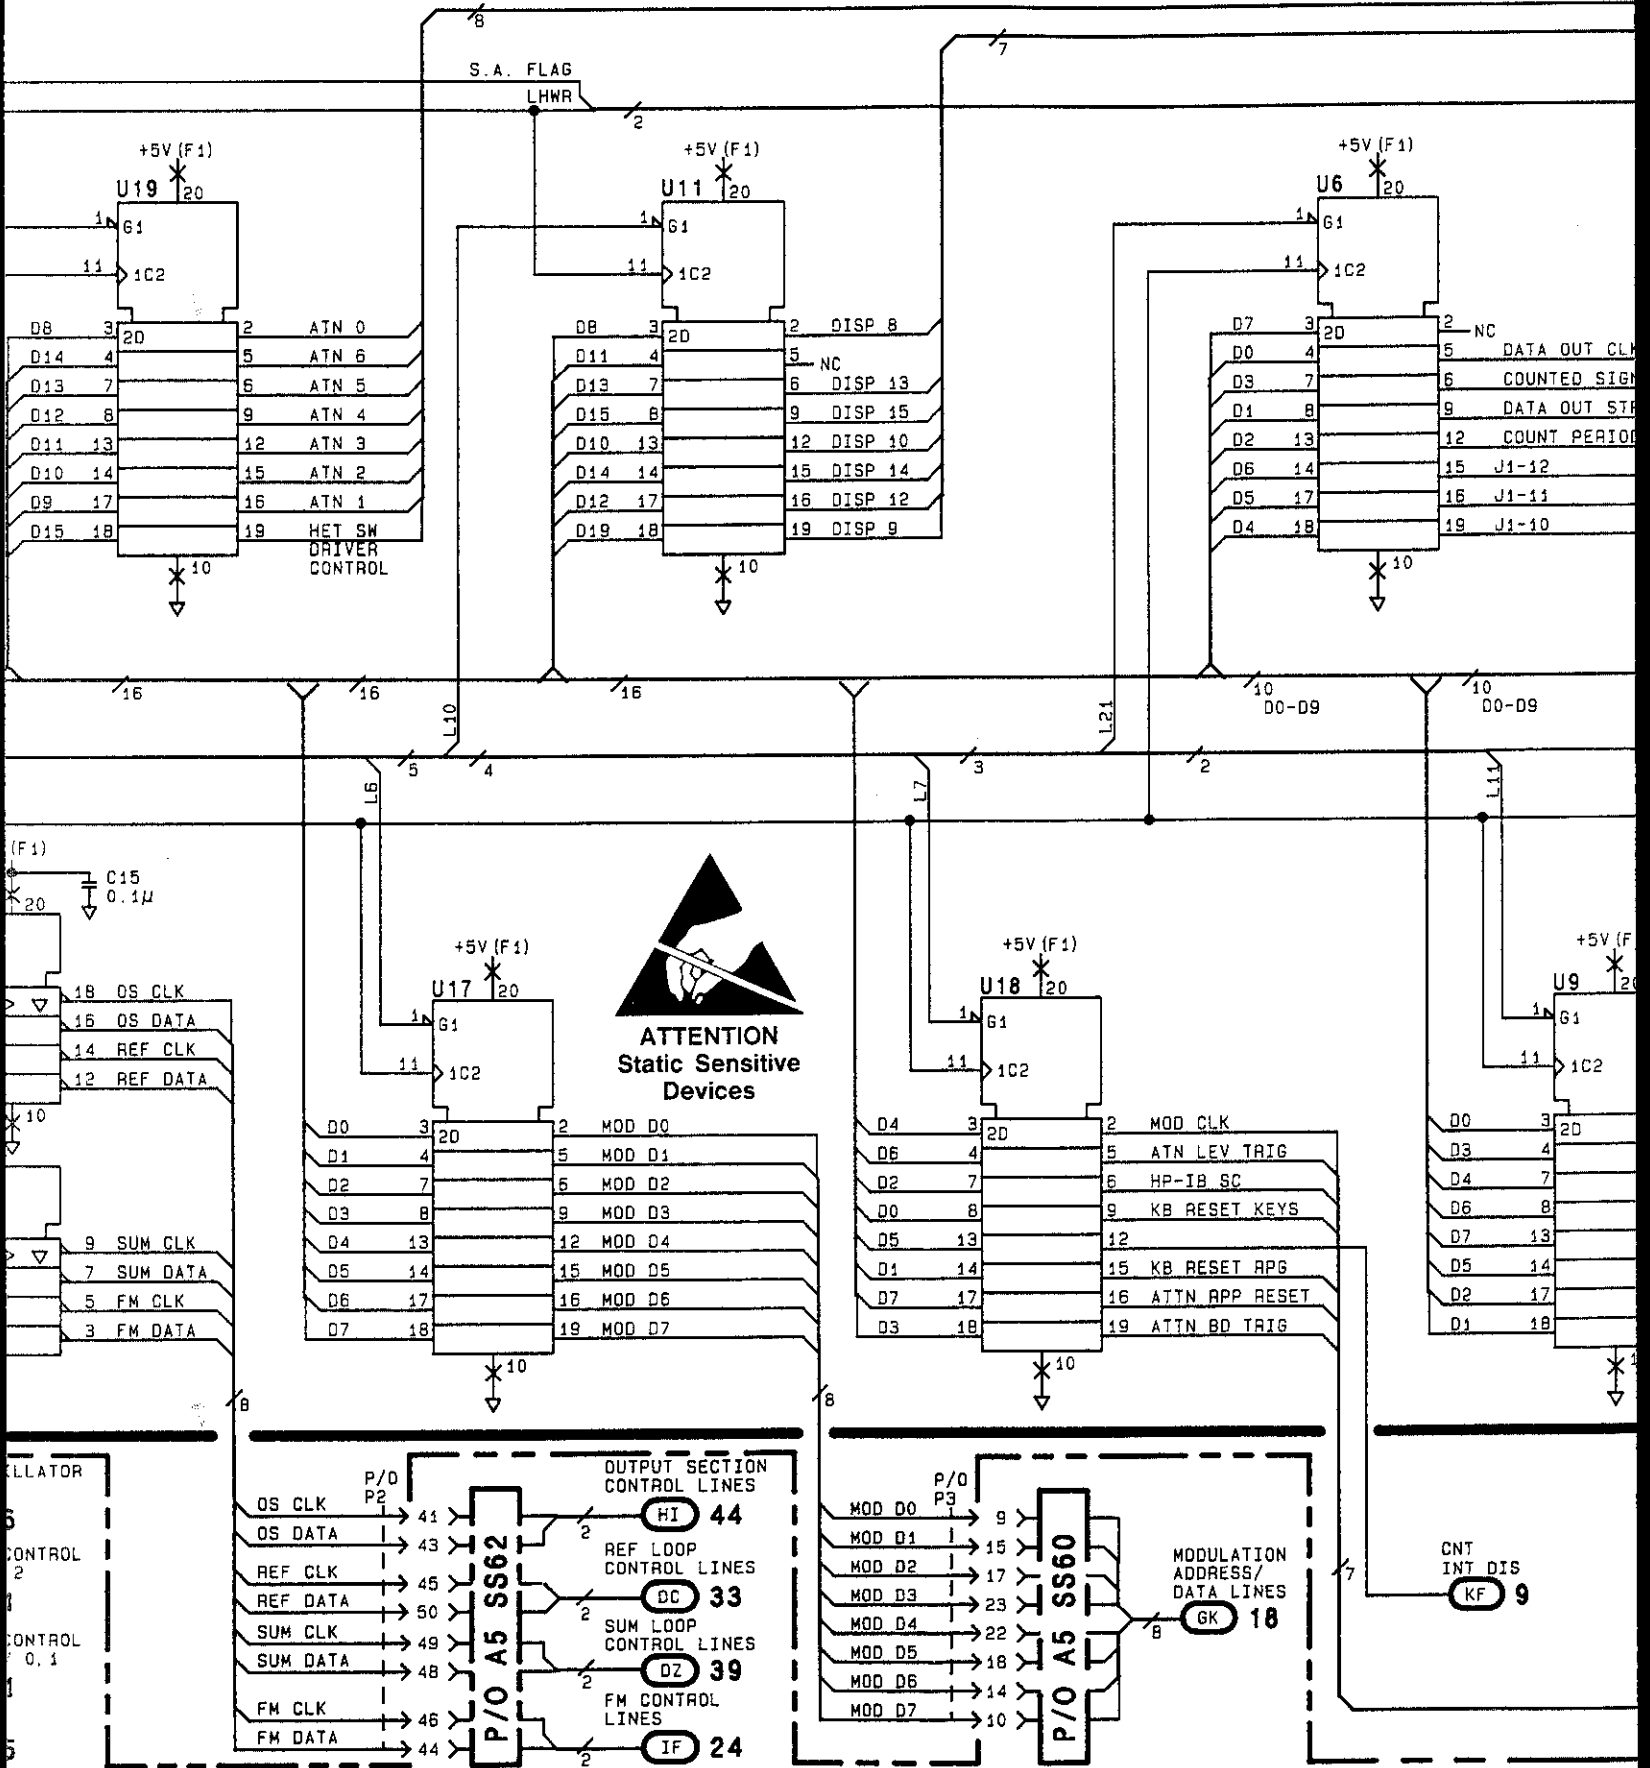 8
7
S.A. FLAG
LHWR
2
+5V (F1)
U19
20
1 G1
11 1C2
D8 3 2D 2 ATN 0
D14 4 5 ATN 6
D13 7 6 ATN 5
D12 8 9 ATN 4
D11 13 12 ATN 3
D10 14 15 ATN 2
D9 17 16 ATN 1
D15 18 19 HET SW
DRIVER
CONTROL
10
+5V (F1)
U11
20
1 G1
11 1C2
D8 3 2D 2 DISP 8
D11 4 5 NC
D13 7 6 DISP 13
D15 8 9 DISP 15
D10 13 12 DISP 10
D14 14 15 DISP 14
D12 17 16 DISP 12
D19 18 19 DISP 9
10
+5V (F1)
U6
20
1 G1
11 1C2
D7 3 2D 2 NC
D0 4 5 DATA OUT CLK
D3 7 6 COUNTED SIGN
D1 8 9 DATA OUT STR
D2 13 12 COUNT PERIOD
D6 14 15 J1-12
D5 17 16 J1-11
D4 18 19 J1-10
10
16
16
16
10
D0-D9
10
D0-D9
L10
L21
5
4
3
2
L6
L7
L11
(F1)
C15
0.1µ
20
18 OS CLK
16 OS DATA
14 REF CLK
12 REF DATA
10
9 SUM CLK
7 SUM DATA
5 FM CLK
3 FM DATA
8
+5V (F1)
U17
20
1 G1
11 1C2
D0 3 2D 2 MOD D0
D1 4 5 MOD D1
D2 7 6 MOD D2
D3 8 9 MOD D3
D4 13 12 MOD D4
D5 14 15 MOD D5
D6 17 16 MOD D6
D7 18 19 MOD D7
10
8
ATTENTION
Static Sensitive
Devices
+5V (F1)
U18
20
1 G1
11 1C2
D4 3 2D 2 MOD CLK
D6 4 5 ATN LEV TRIG
D2 7 6 HP-IB SC
D0 8 9 KB RESET KEYS
D5 13 12
D1 14 15 KB RESET RPG
D7 17 16 ATTN RPP RESET
D3 18 19 ATTN BD TRIG
10
+5V (F
U9
20
1 G1
11 1C2
D0 3 2D
D3 4
D4 7
D6 8
D7 13
D5 14
D2 17
D1 18
1
ILLATOR
CONTROL
2
CONTROL
0.1
P/O
P2
OS CLK 41
OS DATA 43
REF CLK 45
REF DATA 50
SUM CLK 49
SUM DATA 48
FM CLK 46
FM DATA 44
P/O A5 SS62
OUTPUT SECTION
CONTROL LINES
2 HI 44
REF LOOP
CONTROL LINES
2 DC 33
SUM LOOP
CONTROL LINES
2 DZ 39
FM CONTROL
LINES
2 IF 24
P/O
P3
MOD D0 9
MOD D1 15
MOD D2 17
MOD D3 23
MOD D4 22
MOD D5 18
MOD D6 14
MOD D7 10
P/O A5 SS60
MODULATION
ADDRESS/
DATA LINES
8 GK 18
7
CNT
INT DIS
KF 9